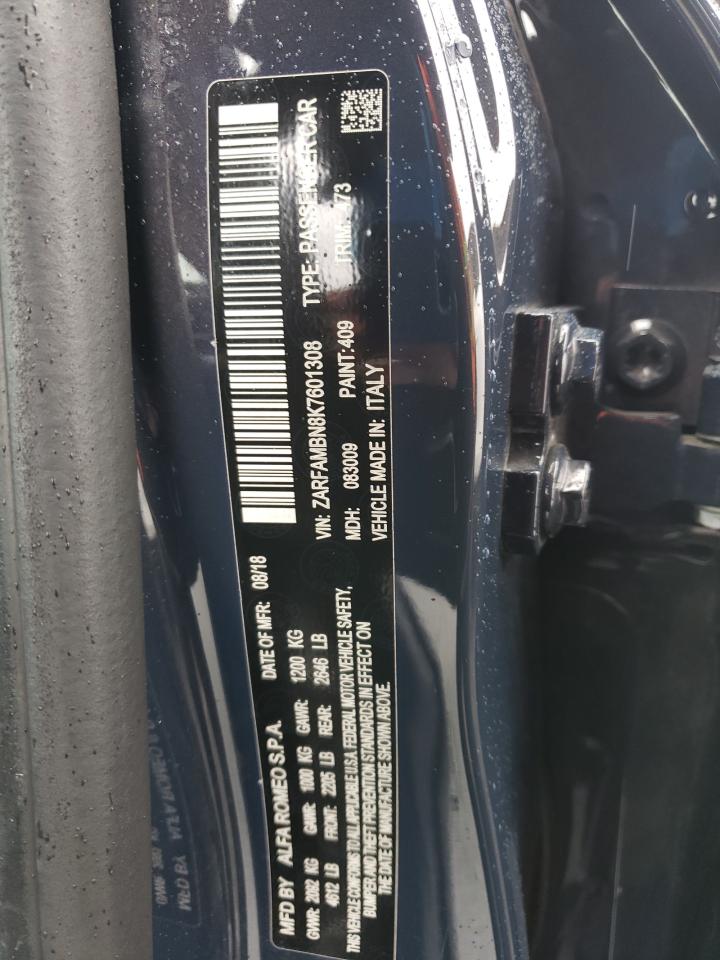 MFD BY ALFA ROMEO S.P.A. DATE OF MFR: 08/18
GVWR: 2092 KG GAWR: 1000 KG GAWR: 1200 KG
4612 LB FRONT: 2205 LB REAR: 2646 LB
THIS VEHICLE CONFORMS TO ALL APPLICABLE U.S.A. FEDERAL MOTOR VEHICLE SAFETY,
BUMPER AND THEFT PREVENTION STANDARDS IN EFFECT ON
THE DATE OF MANUFACTURE SHOWN ABOVE.
VIN: ZARFAMBN8K7601308 TYPE: PASSENGER CAR
MDH: 083009 PAINT:409 TRIM:
VEHICLE MADE IN: ITALY